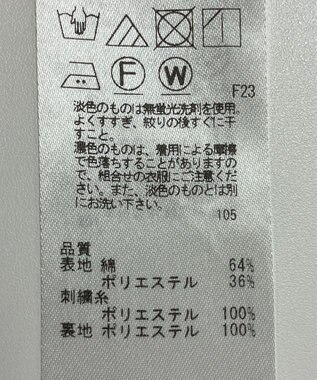 F W
F23
淡色のものは無蛍光洗剤を使用
よくすすぎ、絞りの後すぐに干
すこと。
濃色のものは、着用による摩擦
で色落ちすることがありますの
で、組合せの衣服にご注意くだ
さい。また、淡色のものとは別
にお洗い下さい。
105
品質
表地 綿 64%
ポリエステル 36%
刺繍糸
ポリエステル 100%
裏地 ポリエステル 100%